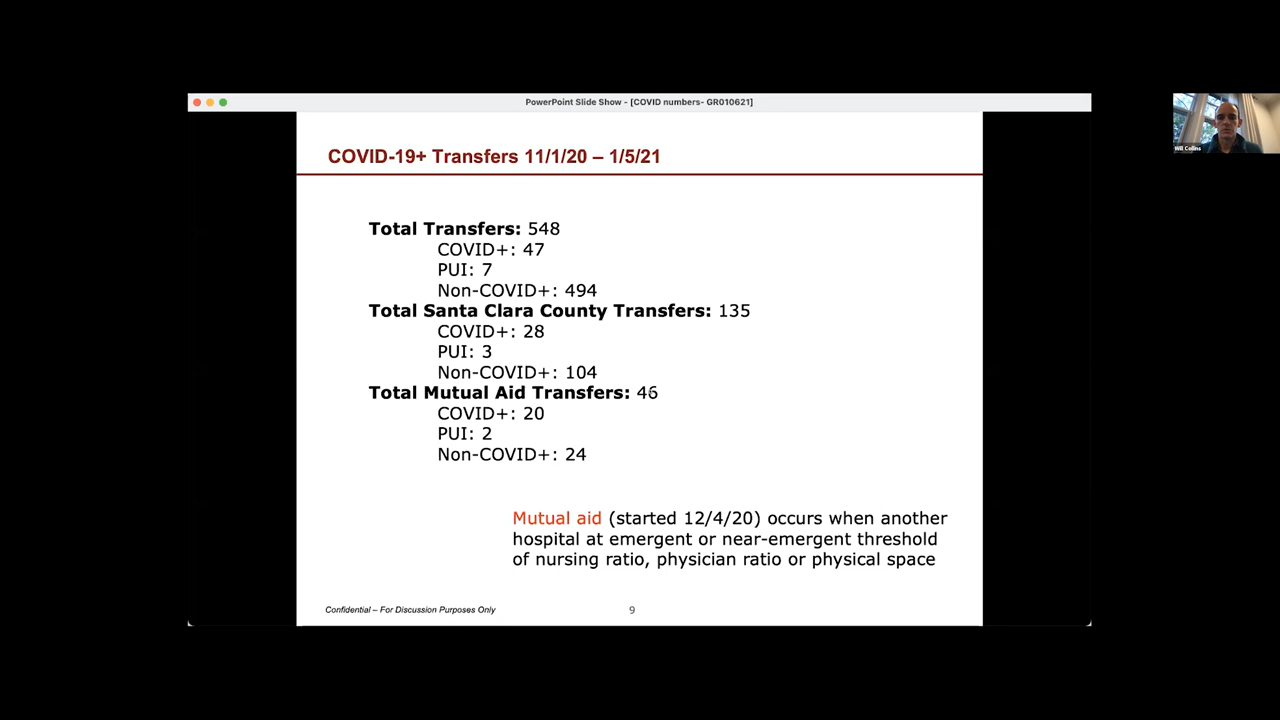 PowerPoint Slide Show - [COVID numbers- GR010621]
COVID-19+ Transfers 11/1/20 – 1/5/21
Total Transfers: 548
COVID+: 47
PUI: 7
Non-COVID+: 494
Total Santa Clara County Transfers: 135
COVID+: 28
PUI: 3
Non-COVID+: 104
Total Mutual Aid Transfers: 46
COVID+: 20
PUI: 2
Non-COVID+: 24
Mutual aid (started 12/4/20) occurs when another
hospital at emergent or near-emergent threshold
of nursing ratio, physician ratio or physical space
Confidential – For Discussion Purposes Only
9
Will Collins